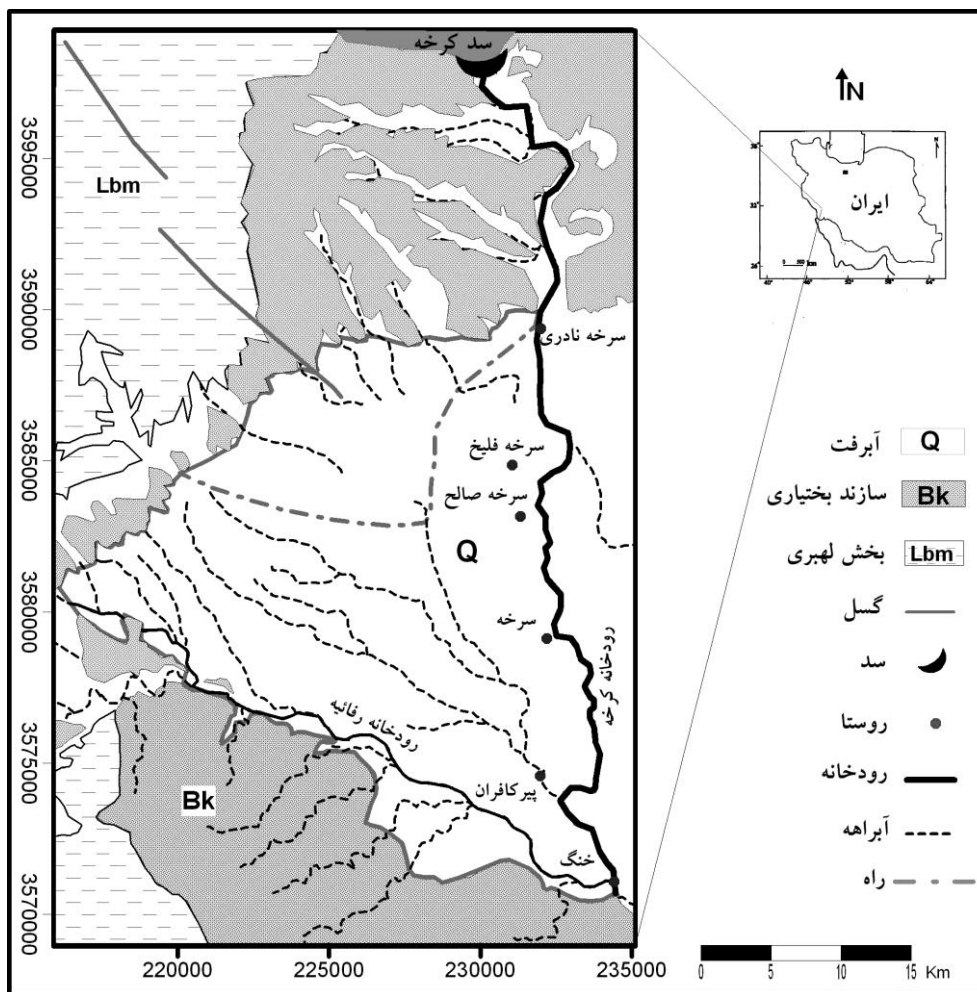 سد کرخه
Lbm
سرخه نادری
سرخه فلیخ
سرخه صالح
Q
سرخه
رودخانه کرخه
رودخانه رفائیه
پیرکافران
Bk
خنگ
3595000
3590000
3585000
3580000
3575000
3570000
220000
225000
230000
235000
N
ایران
Q آبرفت
Bk سازند بختیاری
Lbm بخش لهبری
گسل
سد
روستا
رودخانه
آبراهه
راه
0 5 10 15 Km